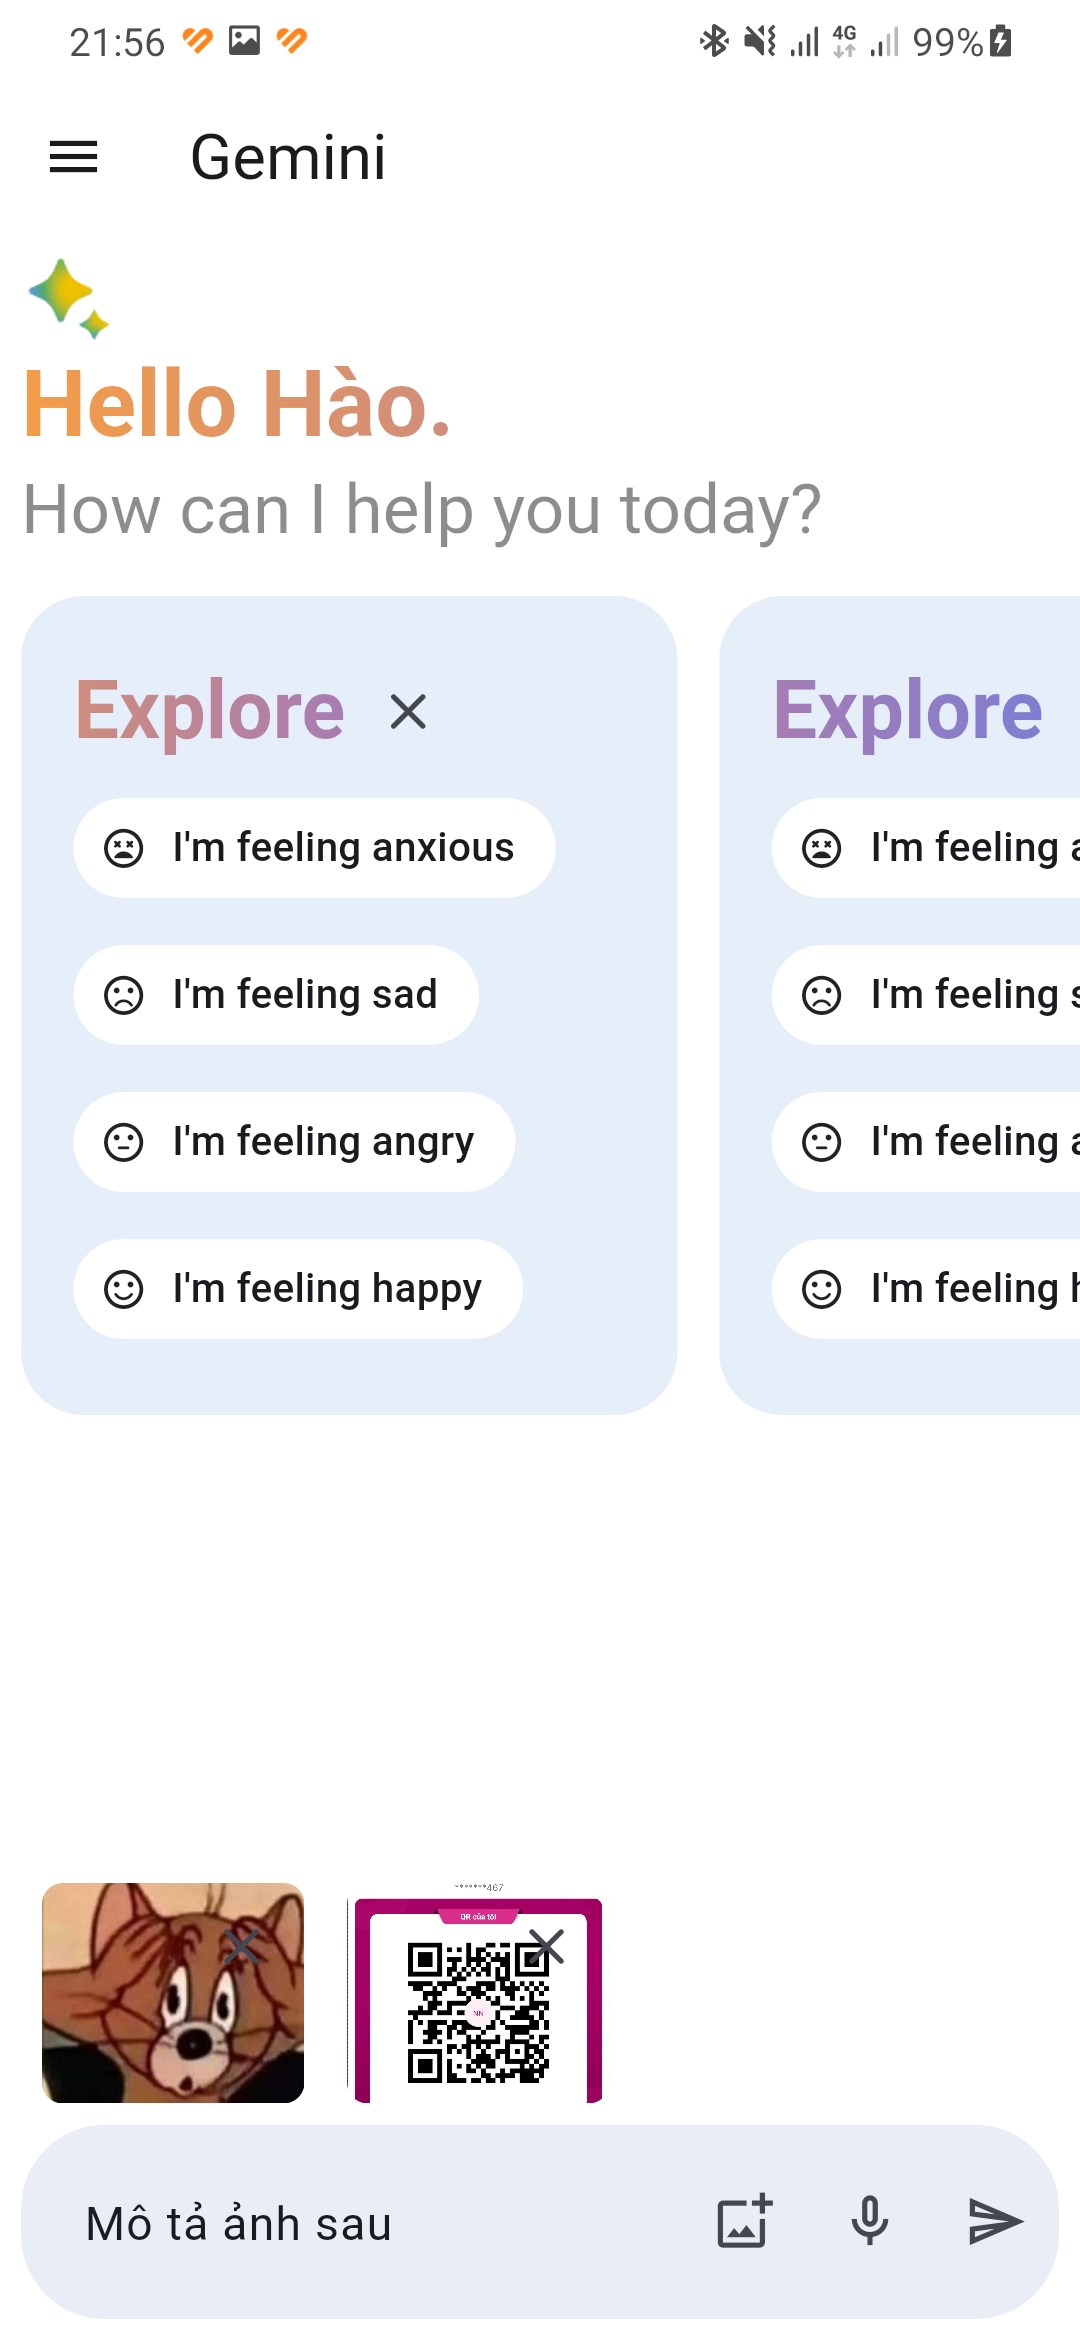 21:56 4G 99%
Gemini
Hello Hào.
How can I help you today?
Explore
I'm feeling anxious
I'm feeling sad
I'm feeling angry
I'm feeling happy
Explore
I'm feeling a
I'm feeling s
I'm feeling a
I'm feeling h
*******467
QR của tôi
NN
Mô tả ảnh sau